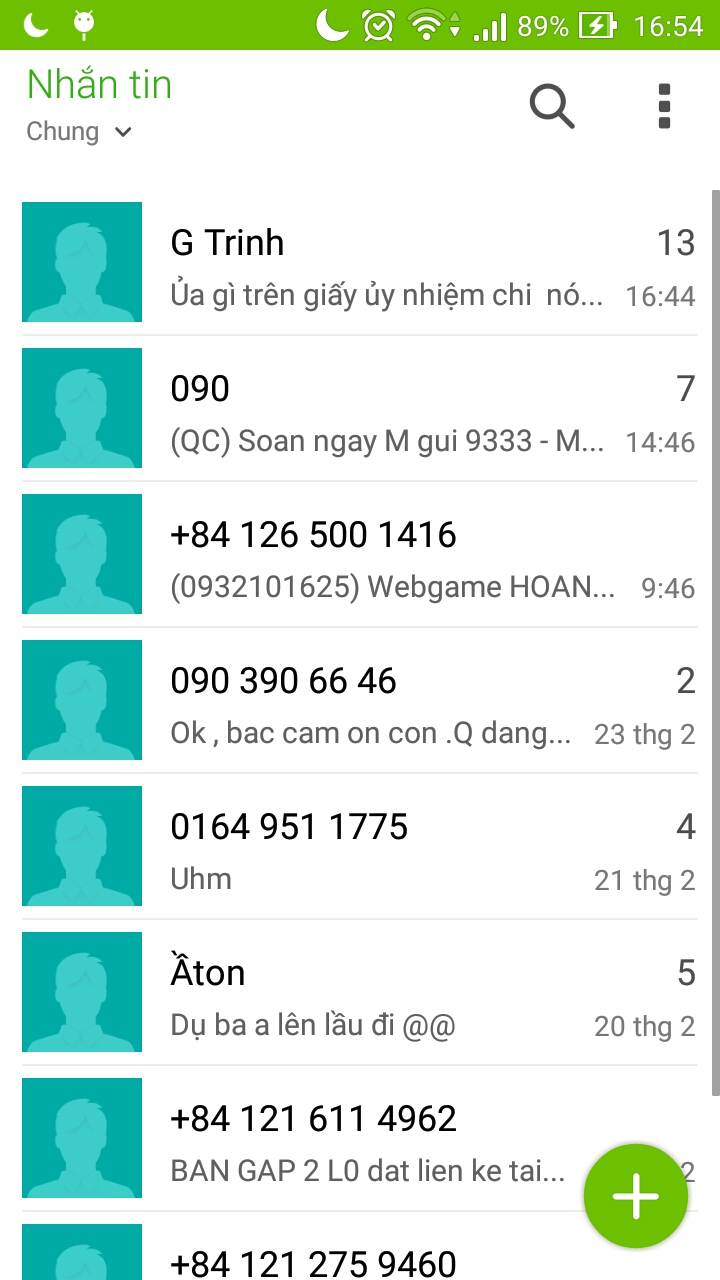 89% 16:54
Nhắn tin
Chung
G Trinh 13
Ủa gì trên giấy ủy nhiệm chi nó... 16:44
090 7
(QC) Soan ngay M gui 9333 - M... 14:46
+84 126 500 1416
(0932101625) Webgame HOAN... 9:46
090 390 66 46 2
Ok , bac cam on con .Q dang... 23 thg 2
0164 951 1775 4
Uhm 21 thg 2
Ầton 5
Dụ ba a lên lầu đi @@ 20 thg 2
+84 121 611 4962
BAN GAP 2 L0 dat lien ke tai... 2
+84 121 275 9460